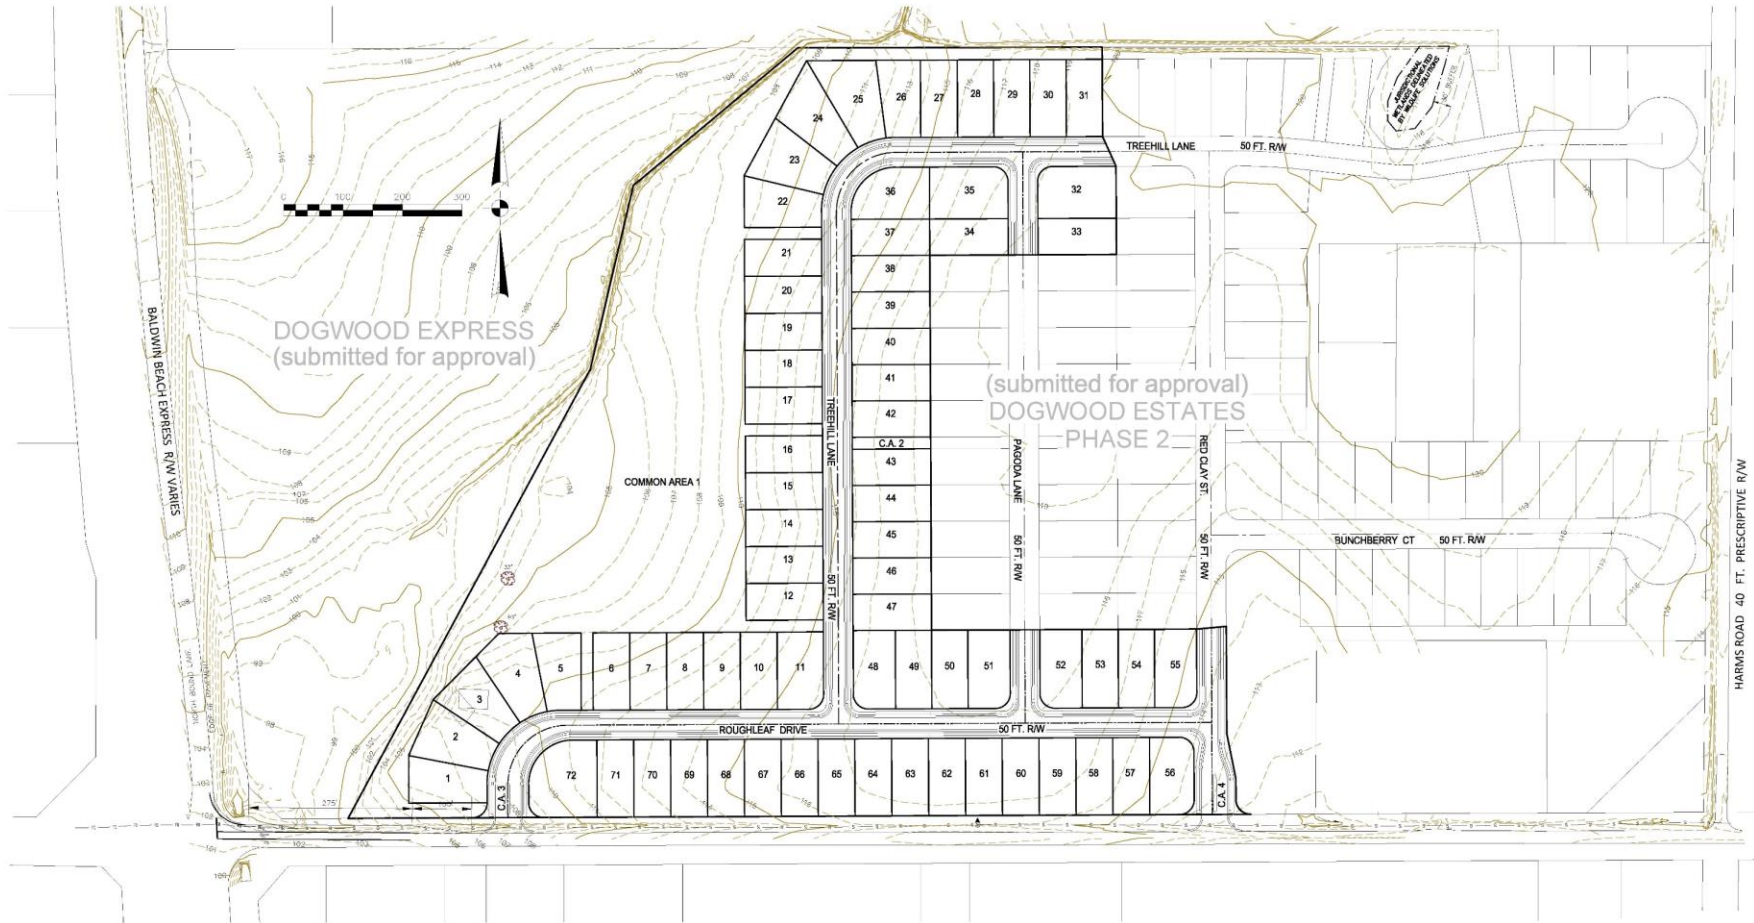 JURISDICTIONAL
WETLANDS DELINEATED
BY WILDLIFE SOLUTIONS
25
26
27
28
29
30
31
24
TREEHILL LANE
50 FT. R/W
23
22
36
35
32
0
100
200
300
37
34
33
21
38
20
39
DOGWOOD EXPRESS
(submitted for approval)
19
40
18
41
(submitted for approval)
DOGWOOD ESTATES
PHASE 2
17
42
BALDWIN BEACH EXPRESS R/W VARIES
TREEHILL LANE
50 FT. R/W
C.A. 2
PAGODA LANE
50 FT. R/W
RED CLAY ST.
50 FT. R/W
16
43
COMMON AREA 1
15
44
14
45
BUNCHBERRY CT
50 FT. R/W
13
46
12
47
HARMS ROAD 40 FT. PRESCRIPTIVE R/W
4
5
6
7
8
9
10
11
48
49
50
51
52
53
54
55
3
2
ROUGHLEAF DRIVE
50 FT. R/W
1
72
71
70
69
68
67
66
65
64
63
62
61
60
59
58
57
56
C.A. 3
C.A. 4
275'